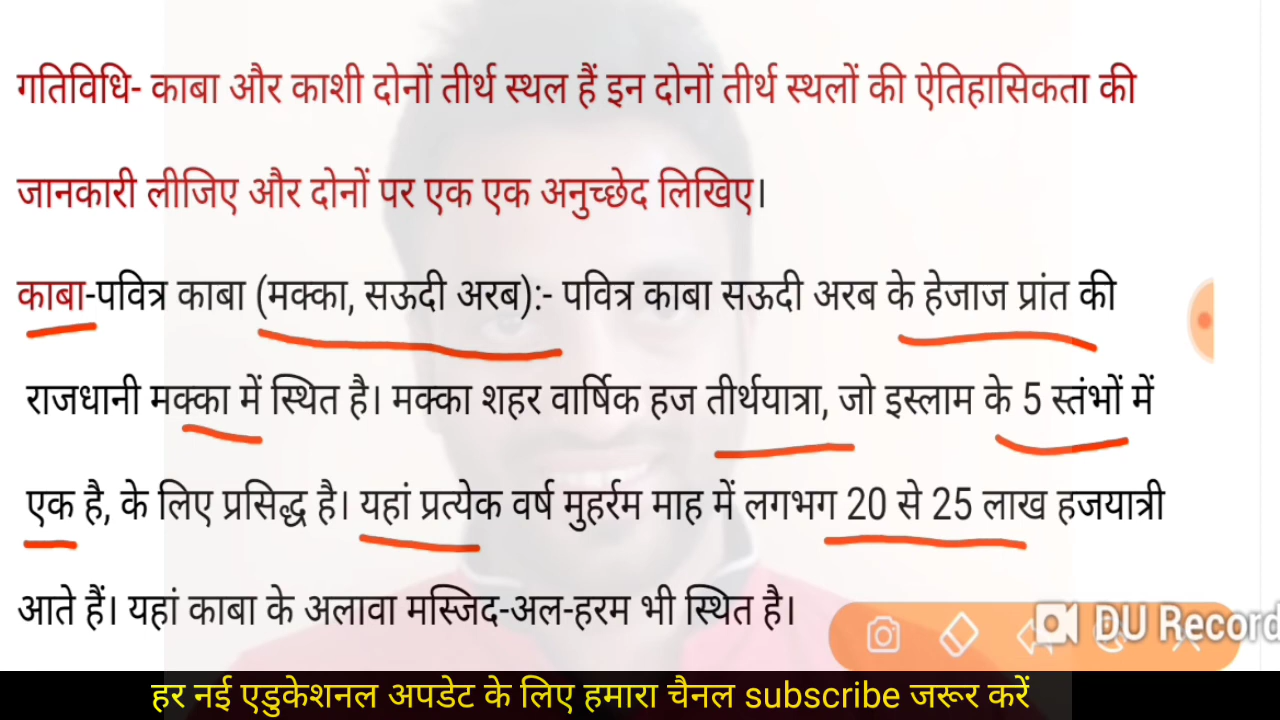 गतिविधि- काबा और काशी दोनों तीर्थ स्थल हैं इन दोनों तीर्थ स्थलों की ऐतिहासिकता की
जानकारी लीजिए और दोनों पर एक एक अनुच्छेद लिखिए।
काबा-पवित्र काबा (मक्का, सऊदी अरब):- पवित्र काबा सऊदी अरब के हेजाज प्रांत की
राजधानी मक्का में स्थित है। मक्का शहर वार्षिक हज तीर्थयात्रा, जो इस्लाम के 5 स्तंभों में
एक है, के लिए प्रसिद्ध है। यहां प्रत्येक वर्ष मुहर्रम माह में लगभग 20 से 25 लाख हजयात्री
आते हैं। यहां काबा के अलावा मस्जिद-अल-हरम भी स्थित है।
DU Record
हर नई एडुकेशनल अपडेट के लिए हमारा चैनल subscribe जरूर करें